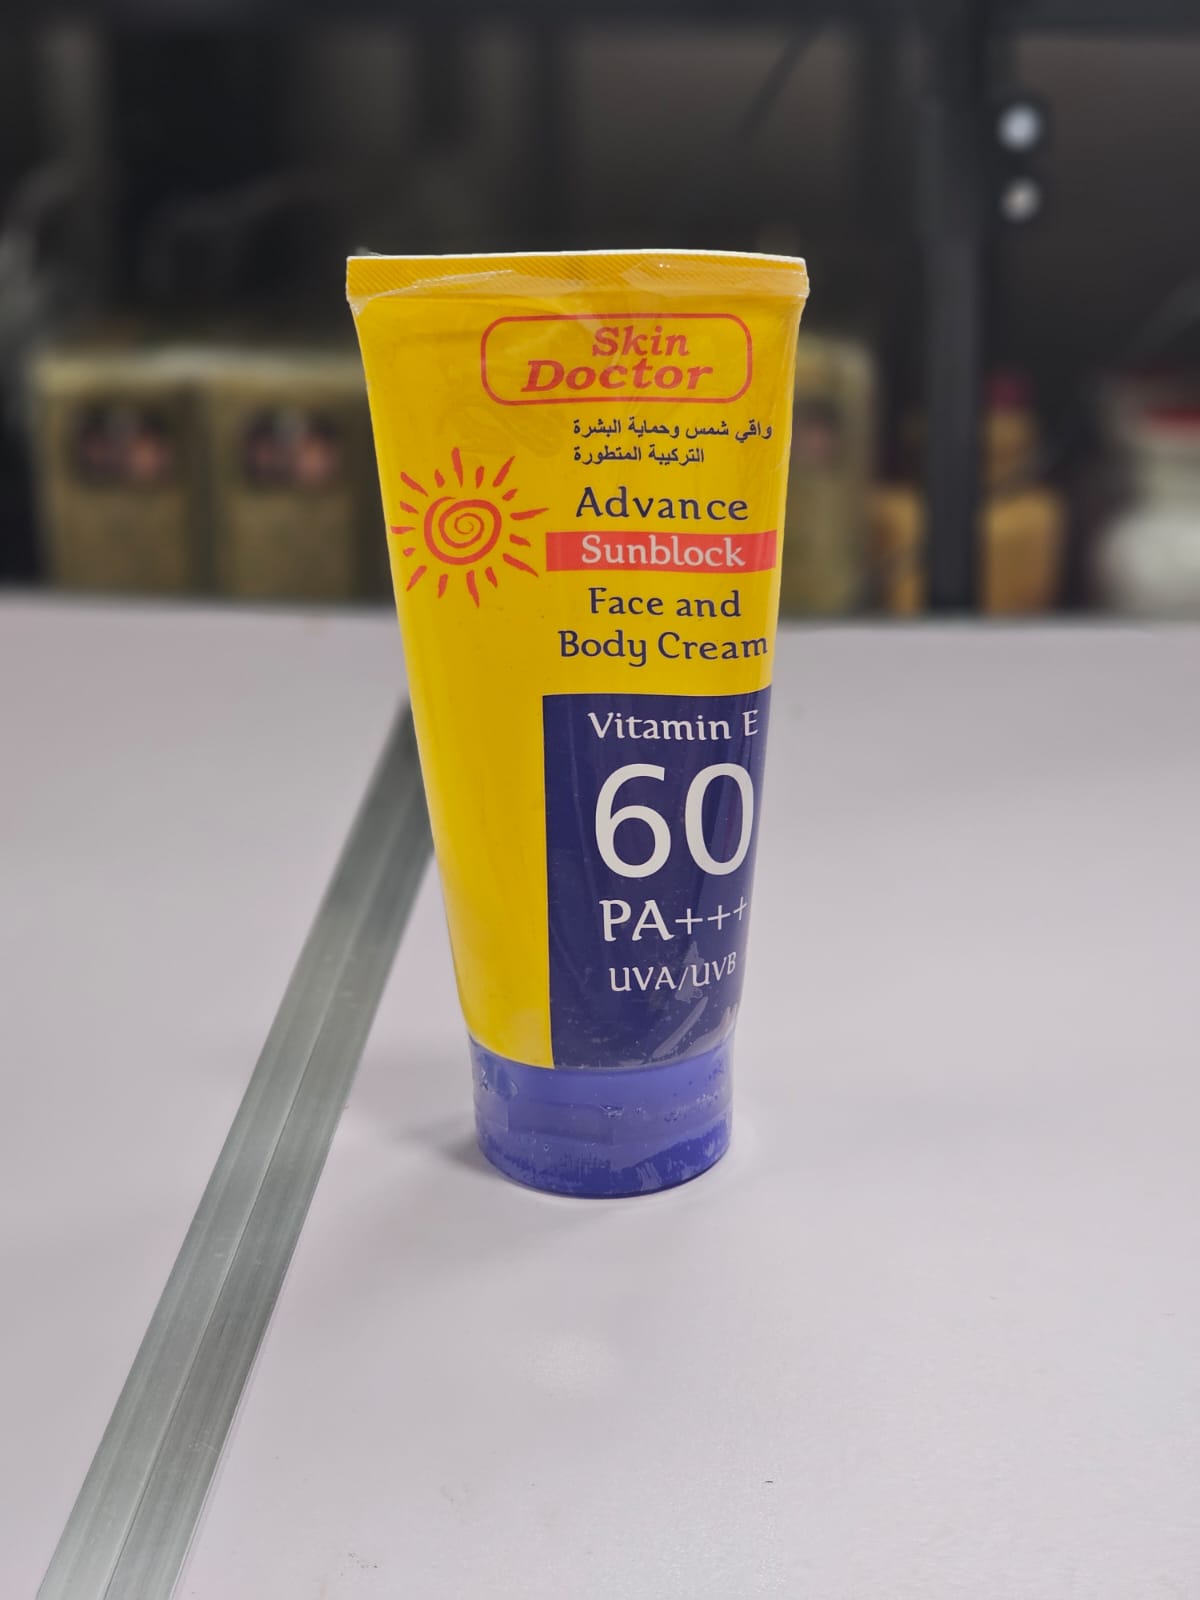 Skin
Doctor
واقي شمس وحماية البشرة
التركيبة المتطورة
Advance
Sunblock
Face and
Body Cream
Vitamin E
60
PA+++
UVA/UVB